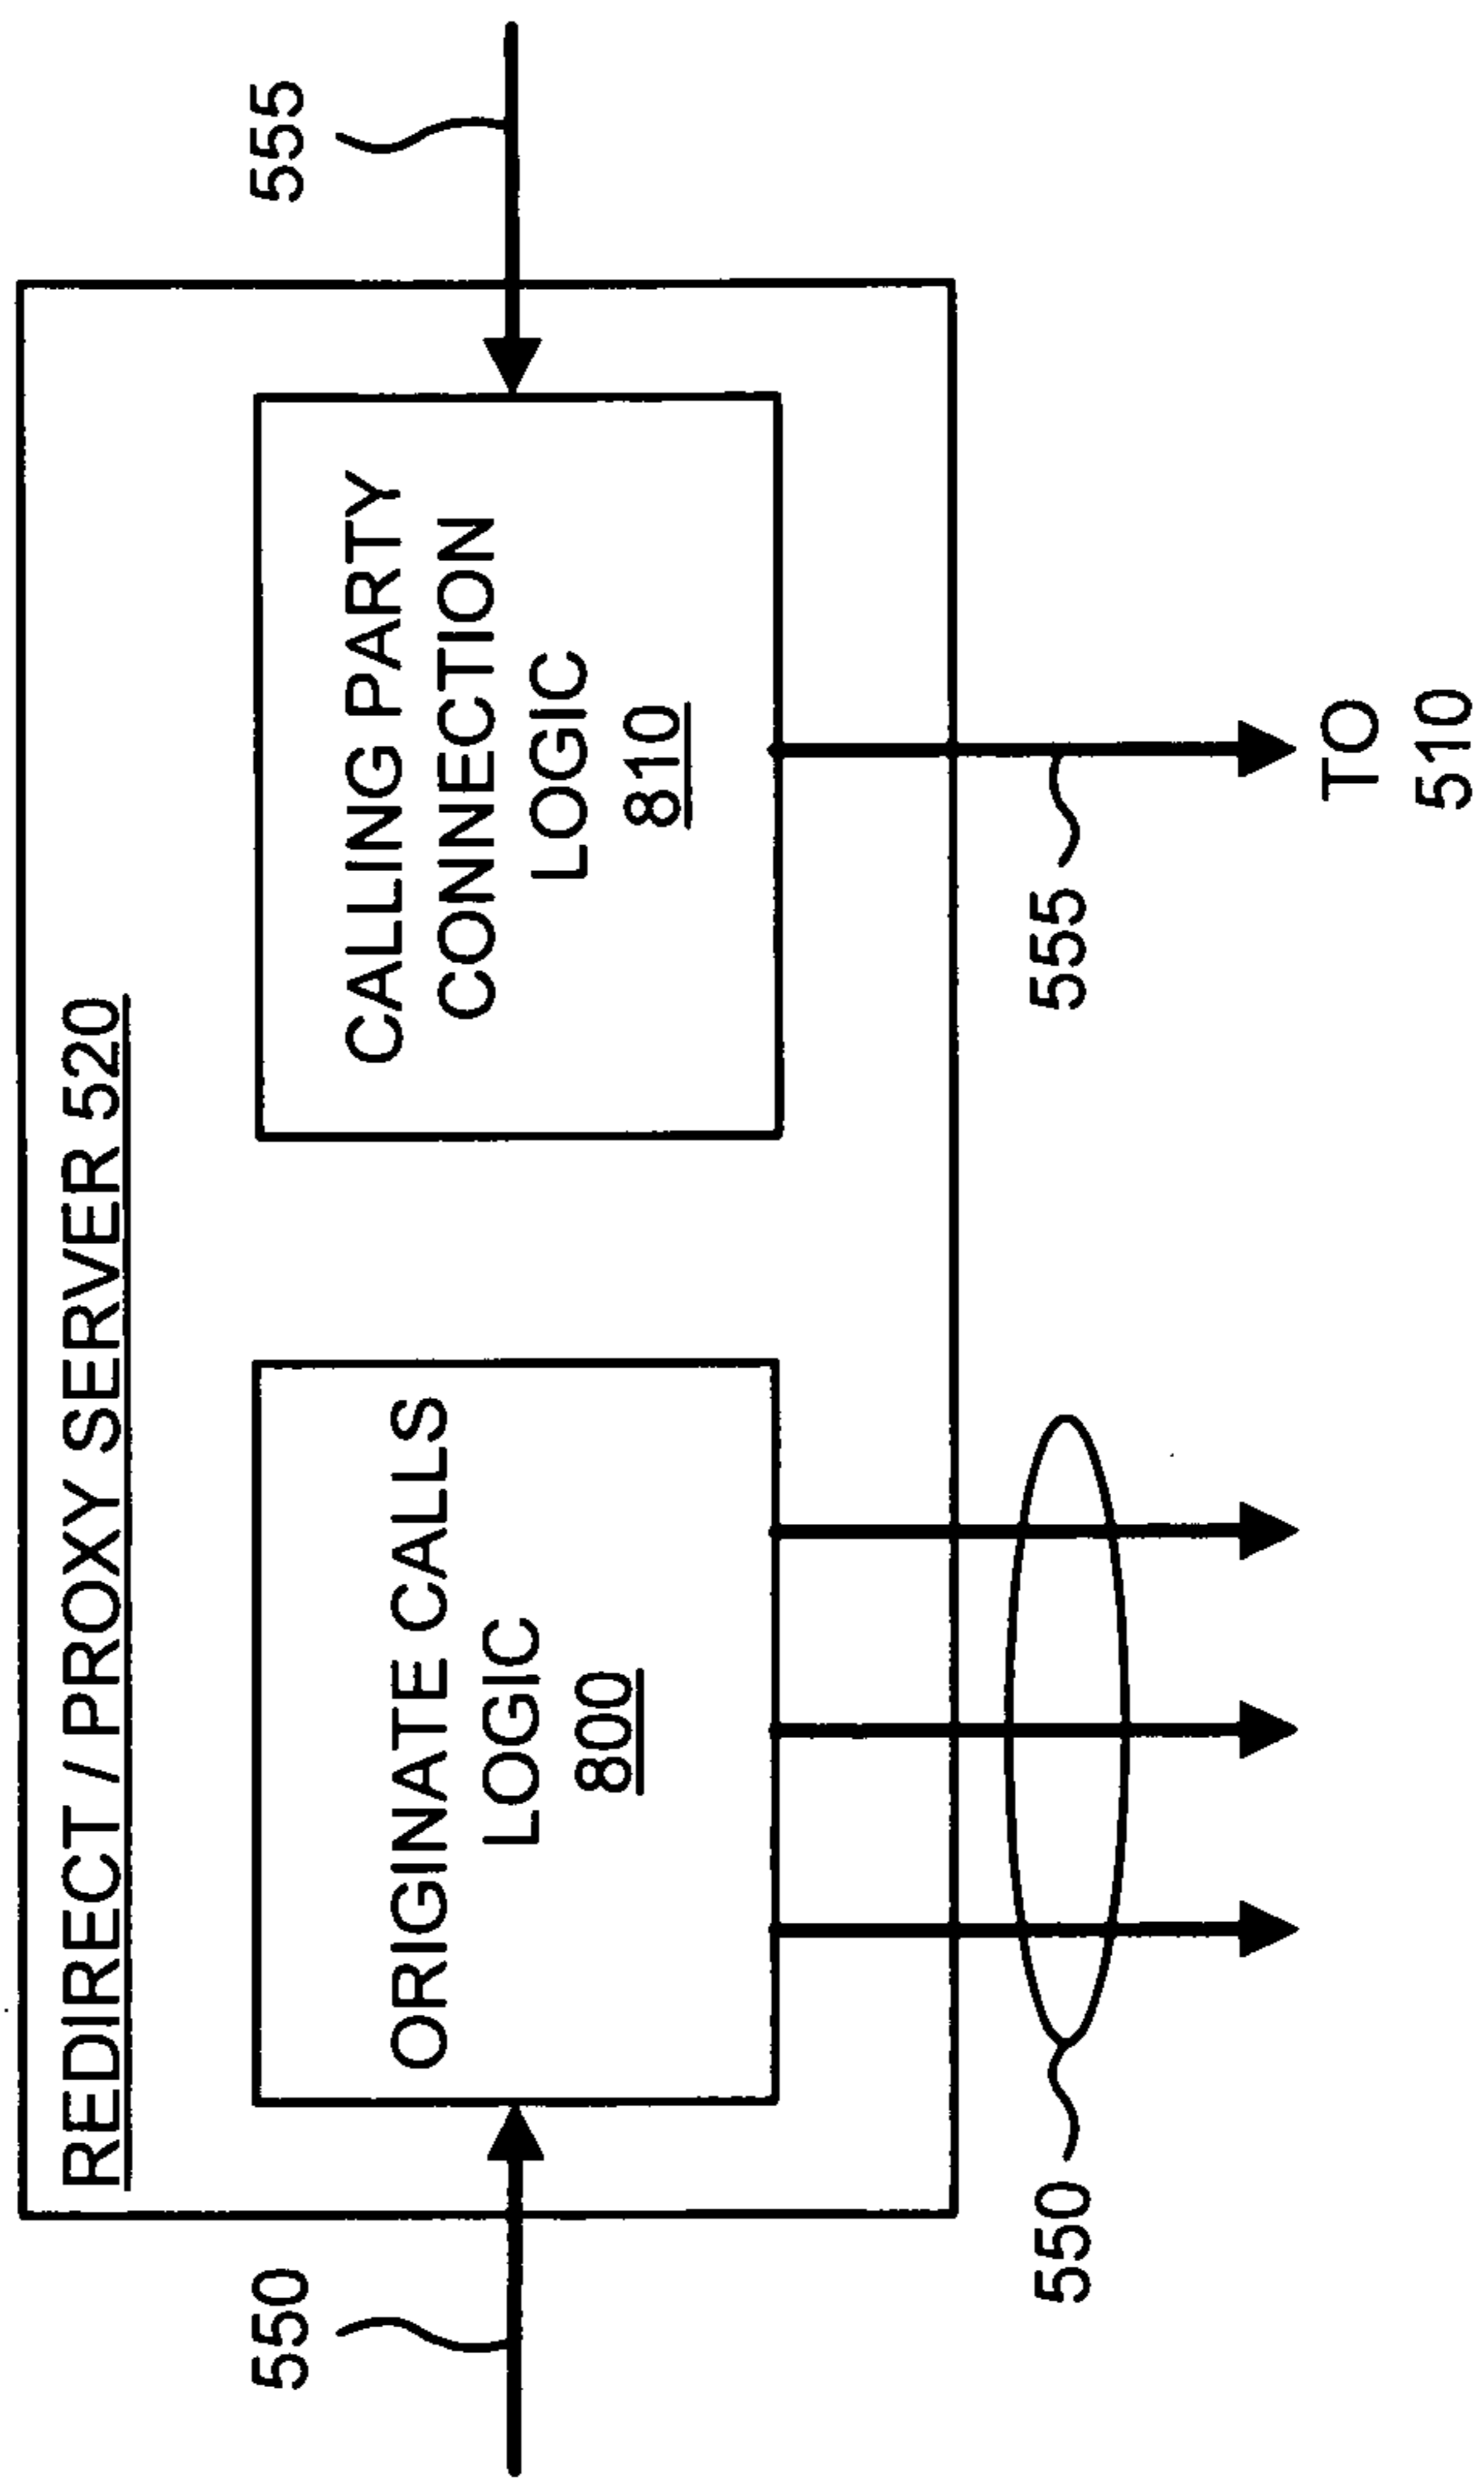 REDIRECT / PROXY SERVER 520
550
ORIGINATE CALLS
LOGIC
800
CALLING PARTY
CONNECTION
LOGIC
810
555
550
555
TO
510